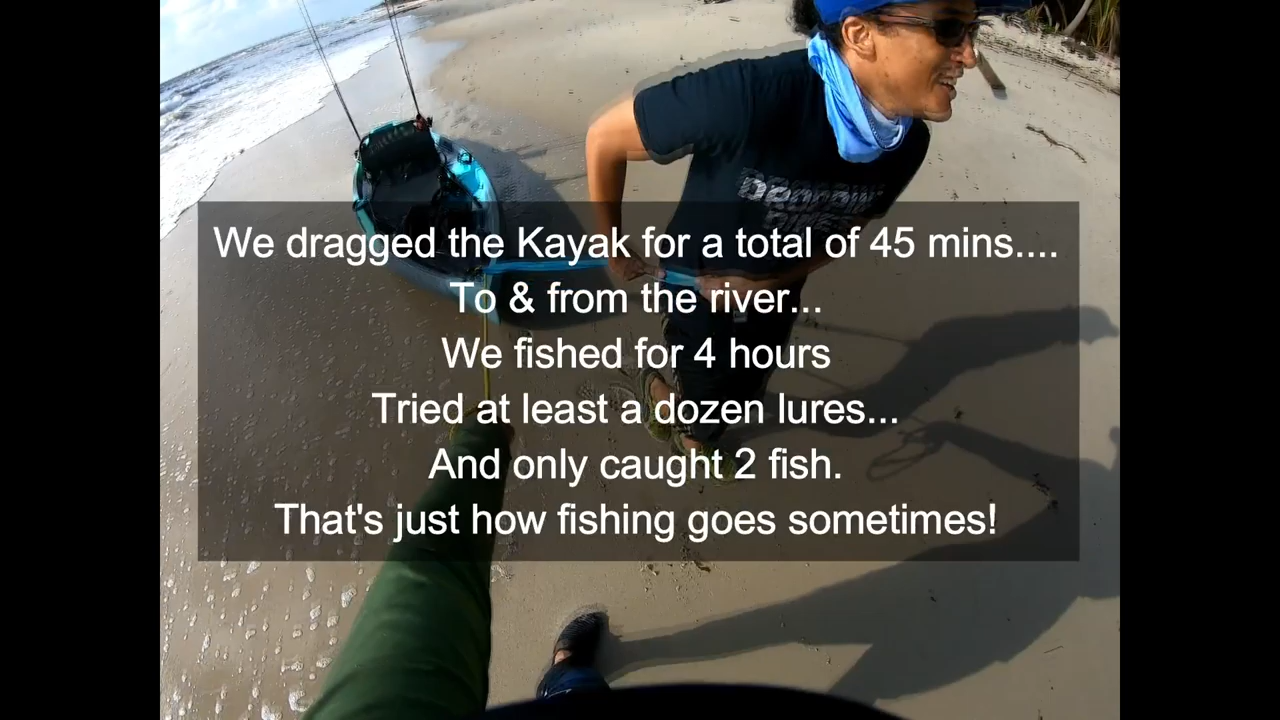 We dragged the Kayak for a total of 45 mins....
To & from the river...
We fished for 4 hours
Tried at least a dozen lures...
And only caught 2 fish.
That's just how fishing goes sometimes!